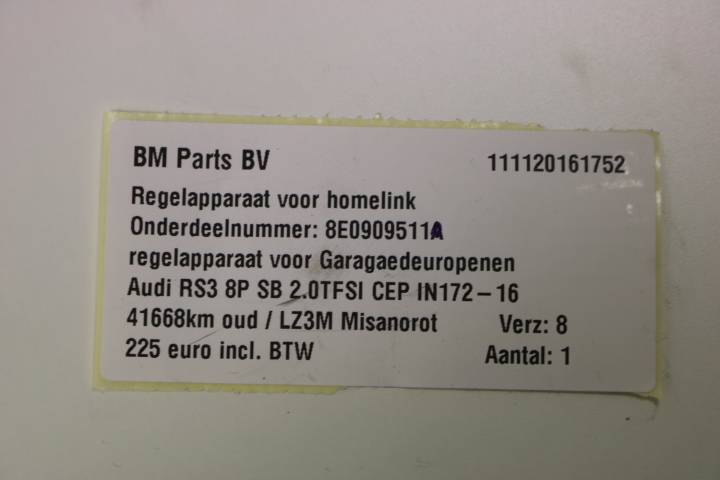 BM Parts BV 111120161752
Regelapparaat voor homelink
Onderdeelnummer: 8E0909511A
regelapparaat voor Garagaedeuropenen
Audi RS3 8P SB 2.0TFSI CEP IN172 – 16
41668km oud / LZ3M Misanorot Verz: 8
225 euro incl. BTW Aantal: 1